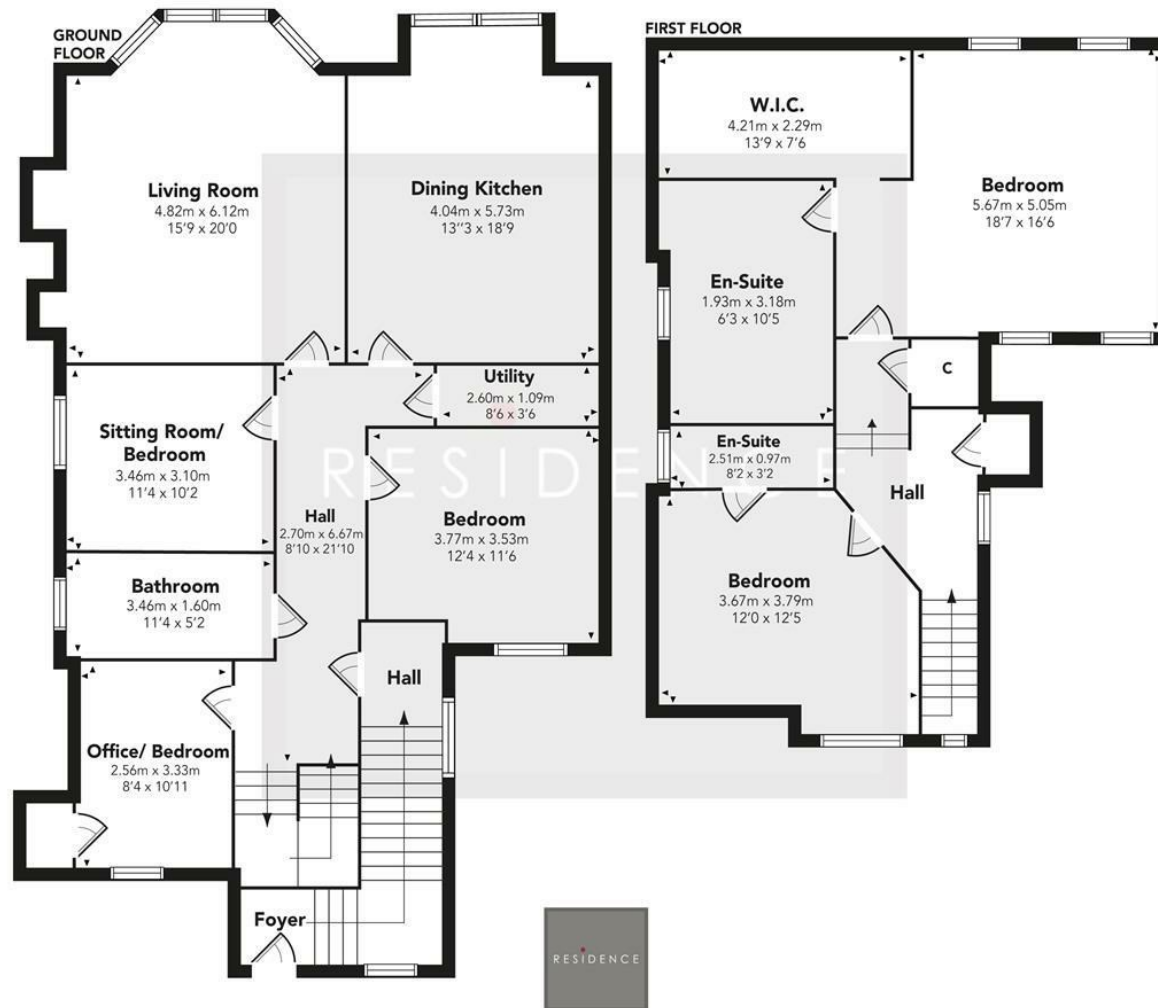 GROUND
FLOOR
Living Room
4.82m x 6.12m
15'9 x 20'0
Dining Kitchen
4.04m x 5.73m
13''3 x 18'9
Utility
2.60m x 1.09m
8'6 x 3'6
Sitting Room/
Bedroom
3.46m x 3.10m
11'4 x 10'2
Hall
2.70m x 6.67m
8'10 x 21'10
Bedroom
3.77m x 3.53m
12'4 x 11'6
Bathroom
3.46m x 1.60m
11'4 x 5'2
Hall
Office/ Bedroom
2.56m x 3.33m
8'4 x 10'11
Foyer
FIRST FLOOR
W.I.C.
4.21m x 2.29m
13'9 x 7'6
Bedroom
5.67m x 5.05m
18'7 x 16'6
En-Suite
1.93m x 3.18m
6'3 x 10'5
C
En-Suite
2.51m x 0.97m
8'2 x 3'2
Hall
Bedroom
3.67m x 3.79m
12'0 x 12'5
RESIDENCE
RESIDENCE